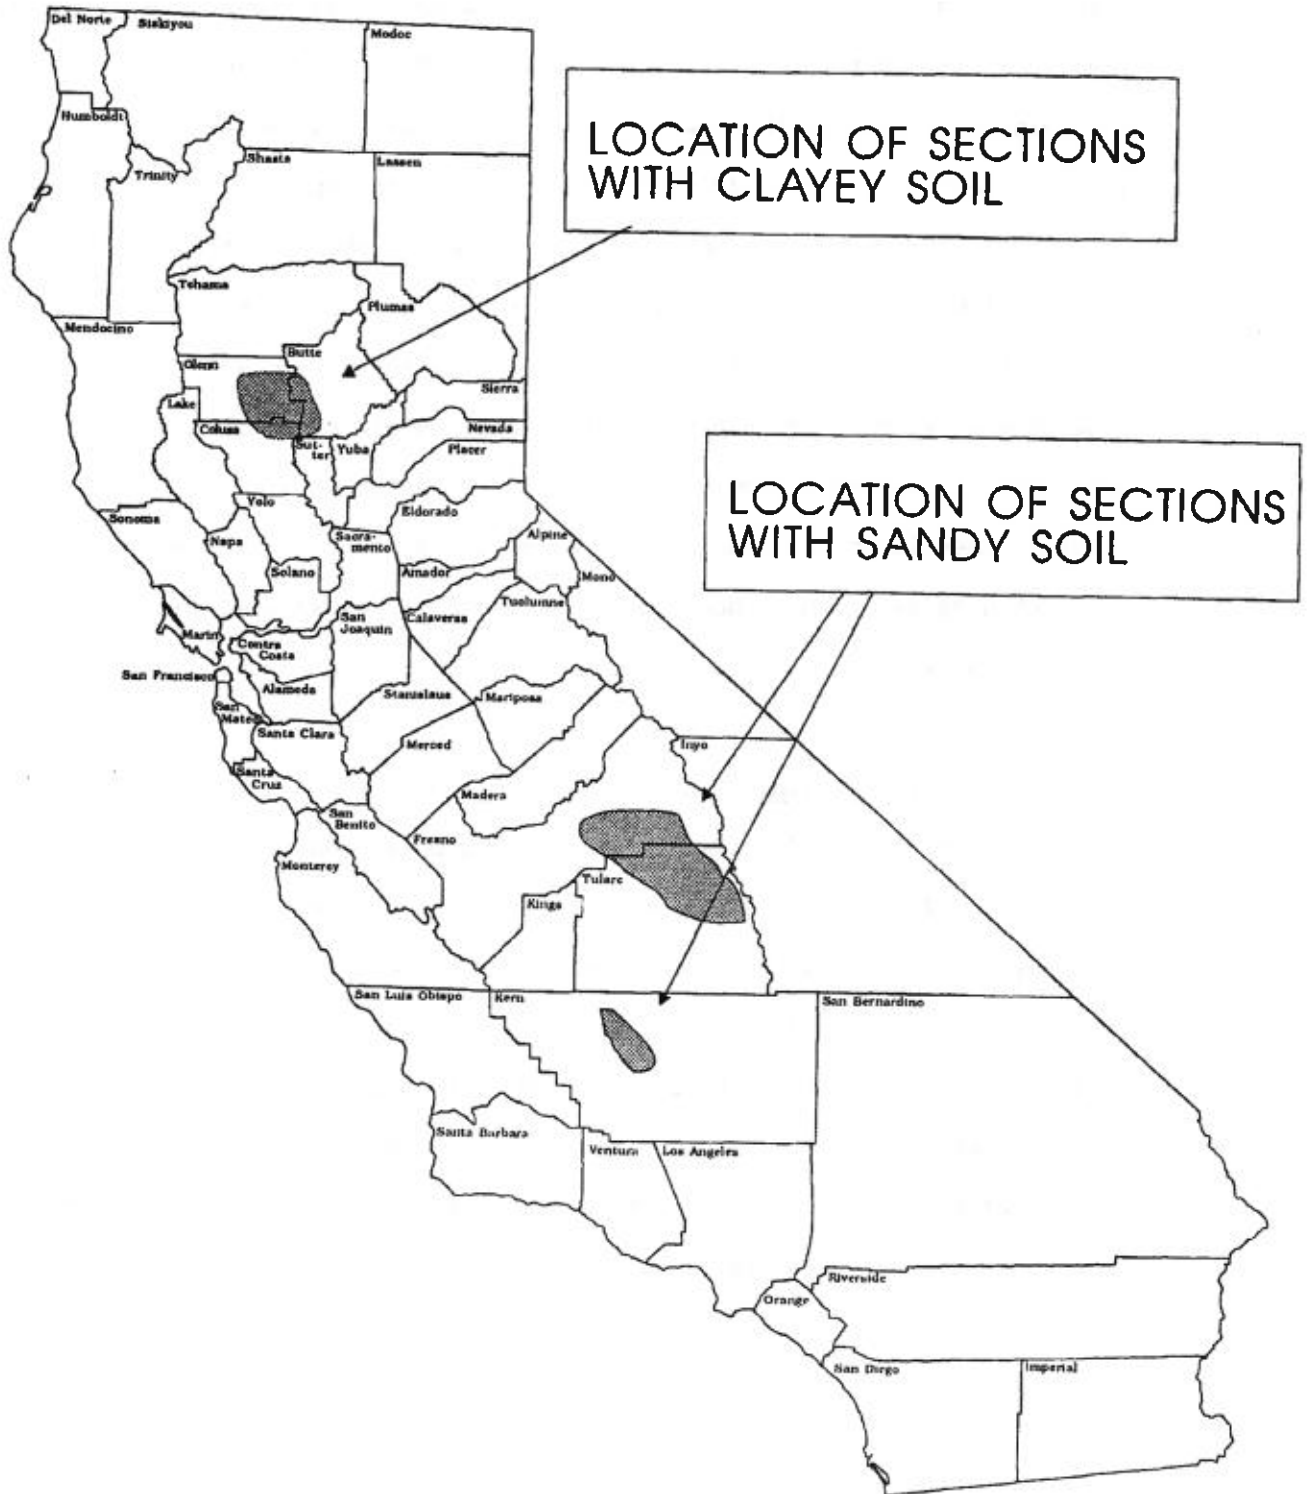 Del Norte
Siskiyou
Modoc
LOCATION OF SECTIONS
WITH CLAYEY SOIL
Humboldt
Shasta
Lassen
Trinity
Tehama
Plumas
Mendocino
Butte
Glenn
Sierra
Lake
Colusa
Nevada
Sut-
ter
Yuba
Placer
LOCATION OF SECTIONS
WITH SANDY SOIL
Yolo
Eldorado
Sonoma
Napa
Sacra-
mento
Alpine
Solano
Amador
Mono
Tuolumne
San
Joaquin
Calaveras
Marin
Contra
Costa
San Francisco
Alameda
Stanislaus
Mariposa
San
Mateo
Santa Clara
Merced
Inyo
Santa
Cruz
Madera
San
Benito
Fresno
Monterey
Tulare
Kings
San Luis Obispo
Kern
San Bernardino
Santa Barbara
Ventura
Los Angeles
Riverside
Orange
San Diego
Imperial